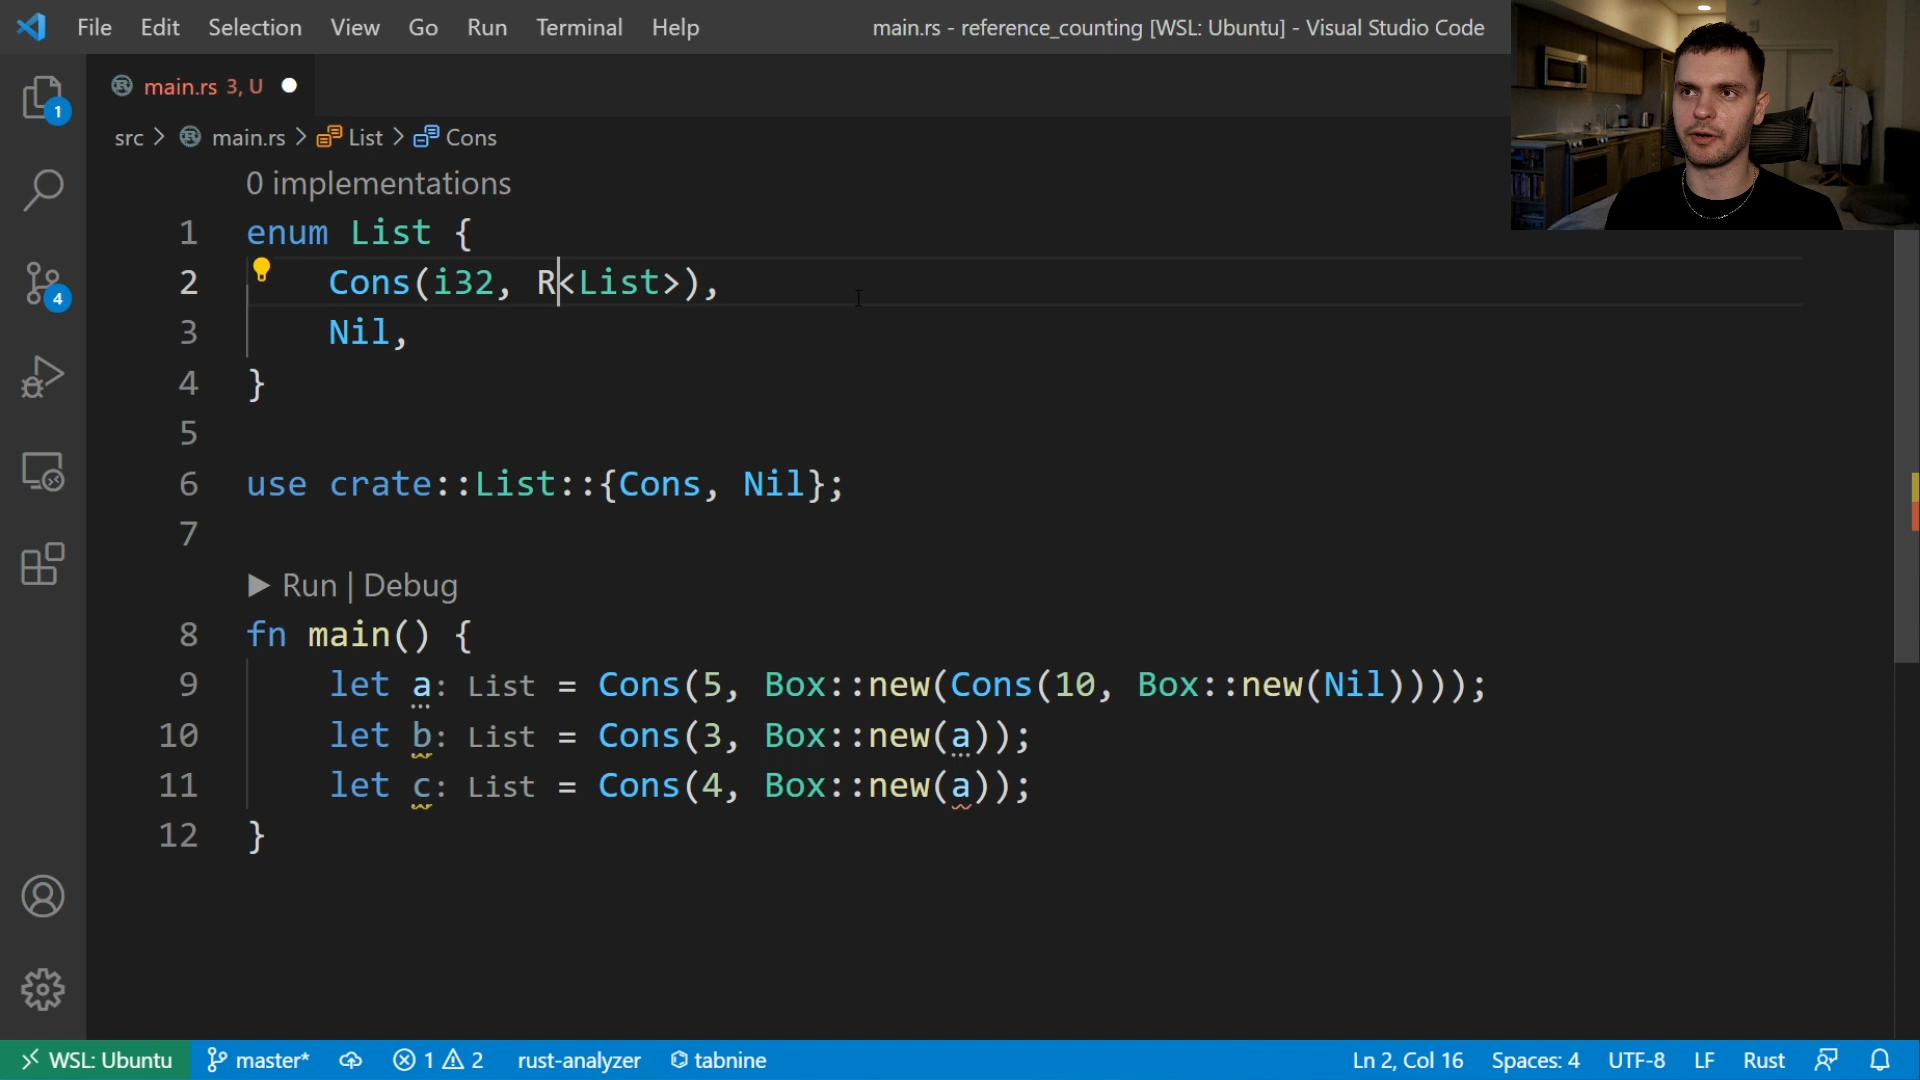 File Edit Selection View Go Run Terminal Help main.rs - reference_counting [WSL: Ubuntu] - Visual Studio Code
main.rs 3, U
1
src > main.rs > List > Cons
0 implementations
1 enum List {
2 Cons(i32, R<List>),
3 Nil,
4 }
5
6 use crate::List::{Cons, Nil};
7
▶ Run | Debug
8 fn main() {
9 let a: List = Cons(5, Box::new(Cons(10, Box::new(Nil))));
10 let b: List = Cons(3, Box::new(a));
11 let c: List = Cons(4, Box::new(a));
12 }
4
WSL: Ubuntu master* 1 2 rust-analyzer tabnine Ln 2, Col 16 Spaces: 4 UTF-8 LF Rust